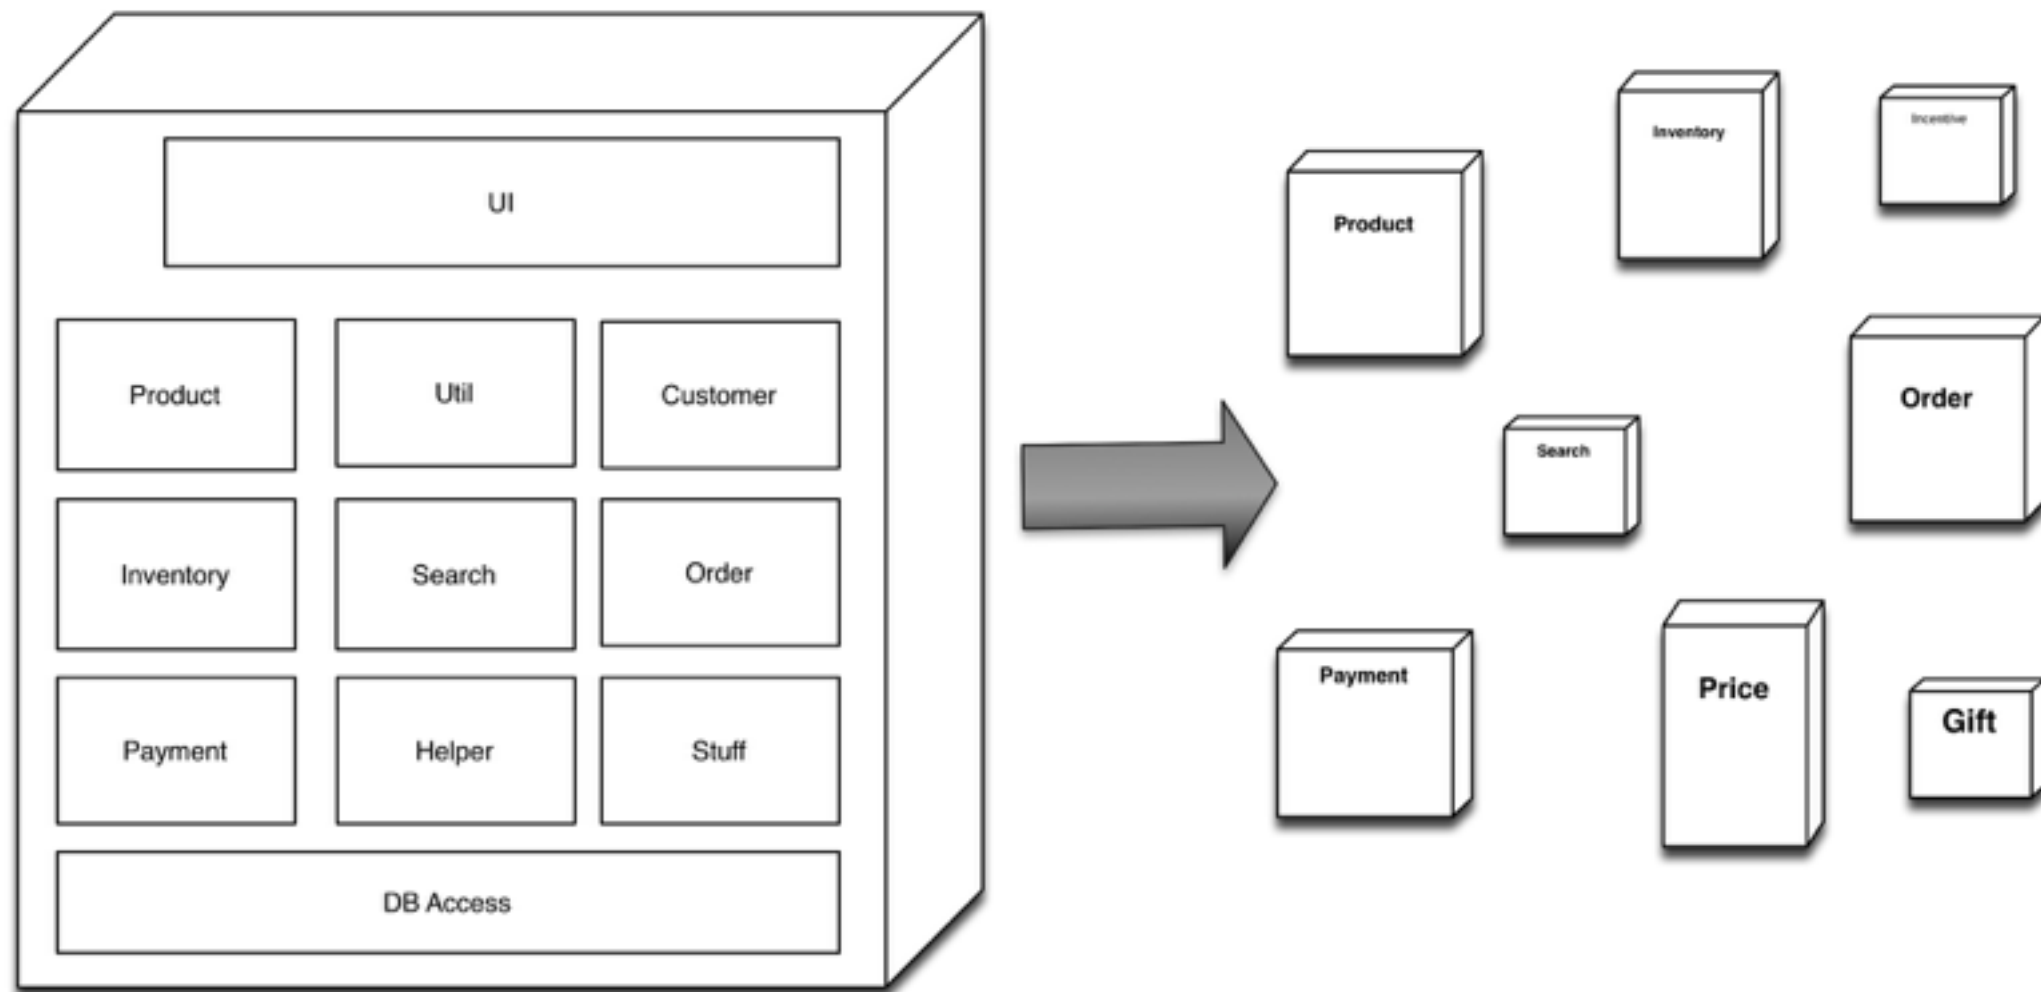 UI
Product
Util
Customer
Inventory
Search
Order
Payment
Helper
Stuff
DB Access
Inventory
Incentive
Product
Order
Search
Payment
Price
Gift